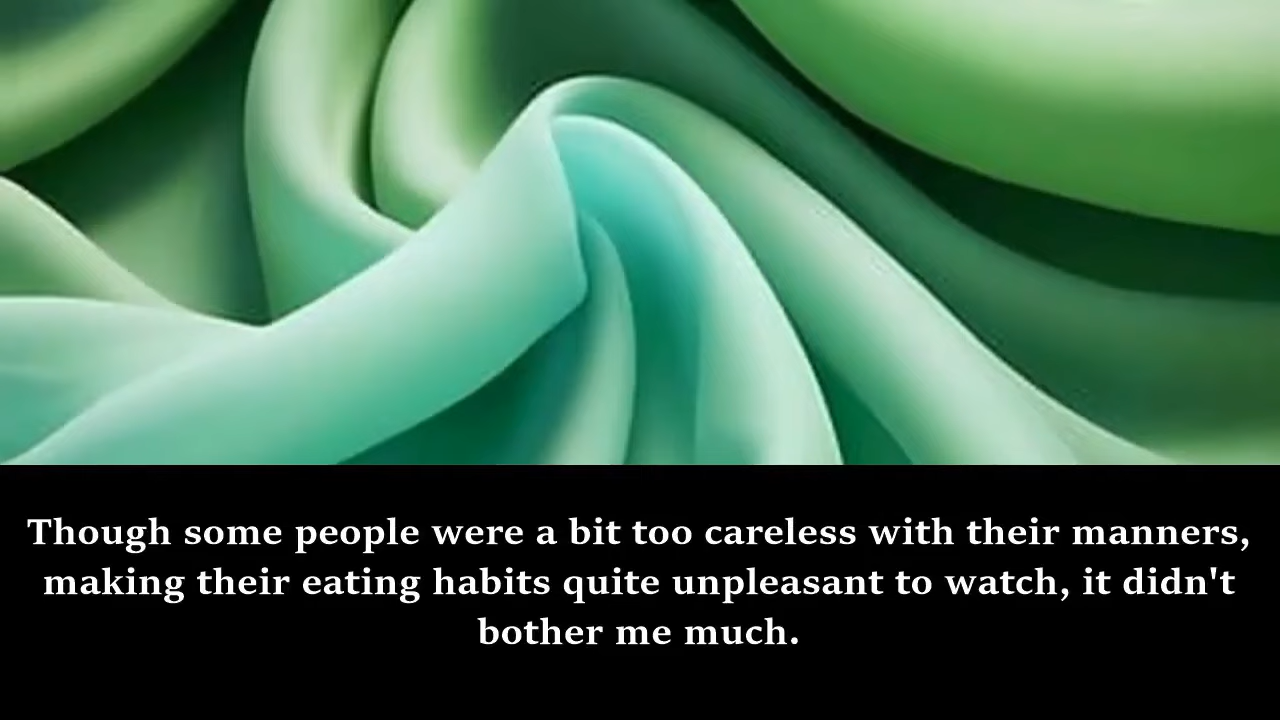 Though some people were a bit too careless with their manners,
making their eating habits quite unpleasant to watch, it didn't
bother me much.